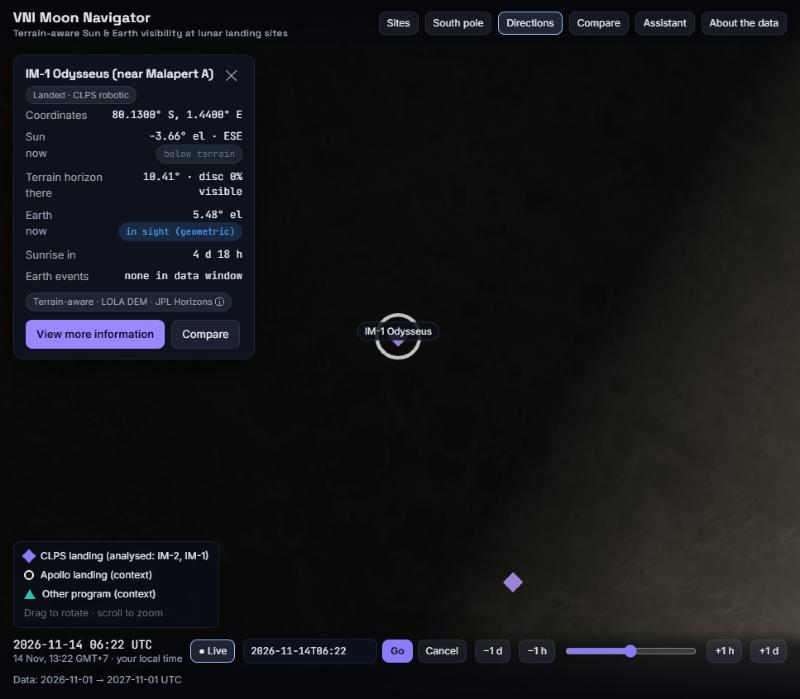 VNI Moon Navigator
Terrain-aware Sun & Earth visibility at lunar landing sites
Sites
South pole
Directions
Compare
Assistant
About the data
IM-1 Odysseus (near Malapert A)
Landed · CLPS robotic
Coordinates 80.1300° S, 1.4400° E
Sun now -3.66° el · ESE
below terrain
Terrain horizon there 10.41° · disc 0% visible
Earth now 5.48° el
in sight (geometric)
Sunrise in 4 d 18 h
Earth events none in data window
Terrain-aware · LOLA DEM · JPL Horizons ⓘ
View more information
Compare
IM-1 Odysseus
CLPS landing (analysed: IM-2, IM-1)
Apollo landing (context)
Other program (context)
Drag to rotate · scroll to zoom
2026-11-14 06:22 UTC
14 Nov, 13:22 GMT+7 · your local time
● Live
2026-11-14T06:22
Go
Cancel
−1 d
−1 h
+1 h
+1 d
Data: 2026-11-01 → 2027-11-01 UTC